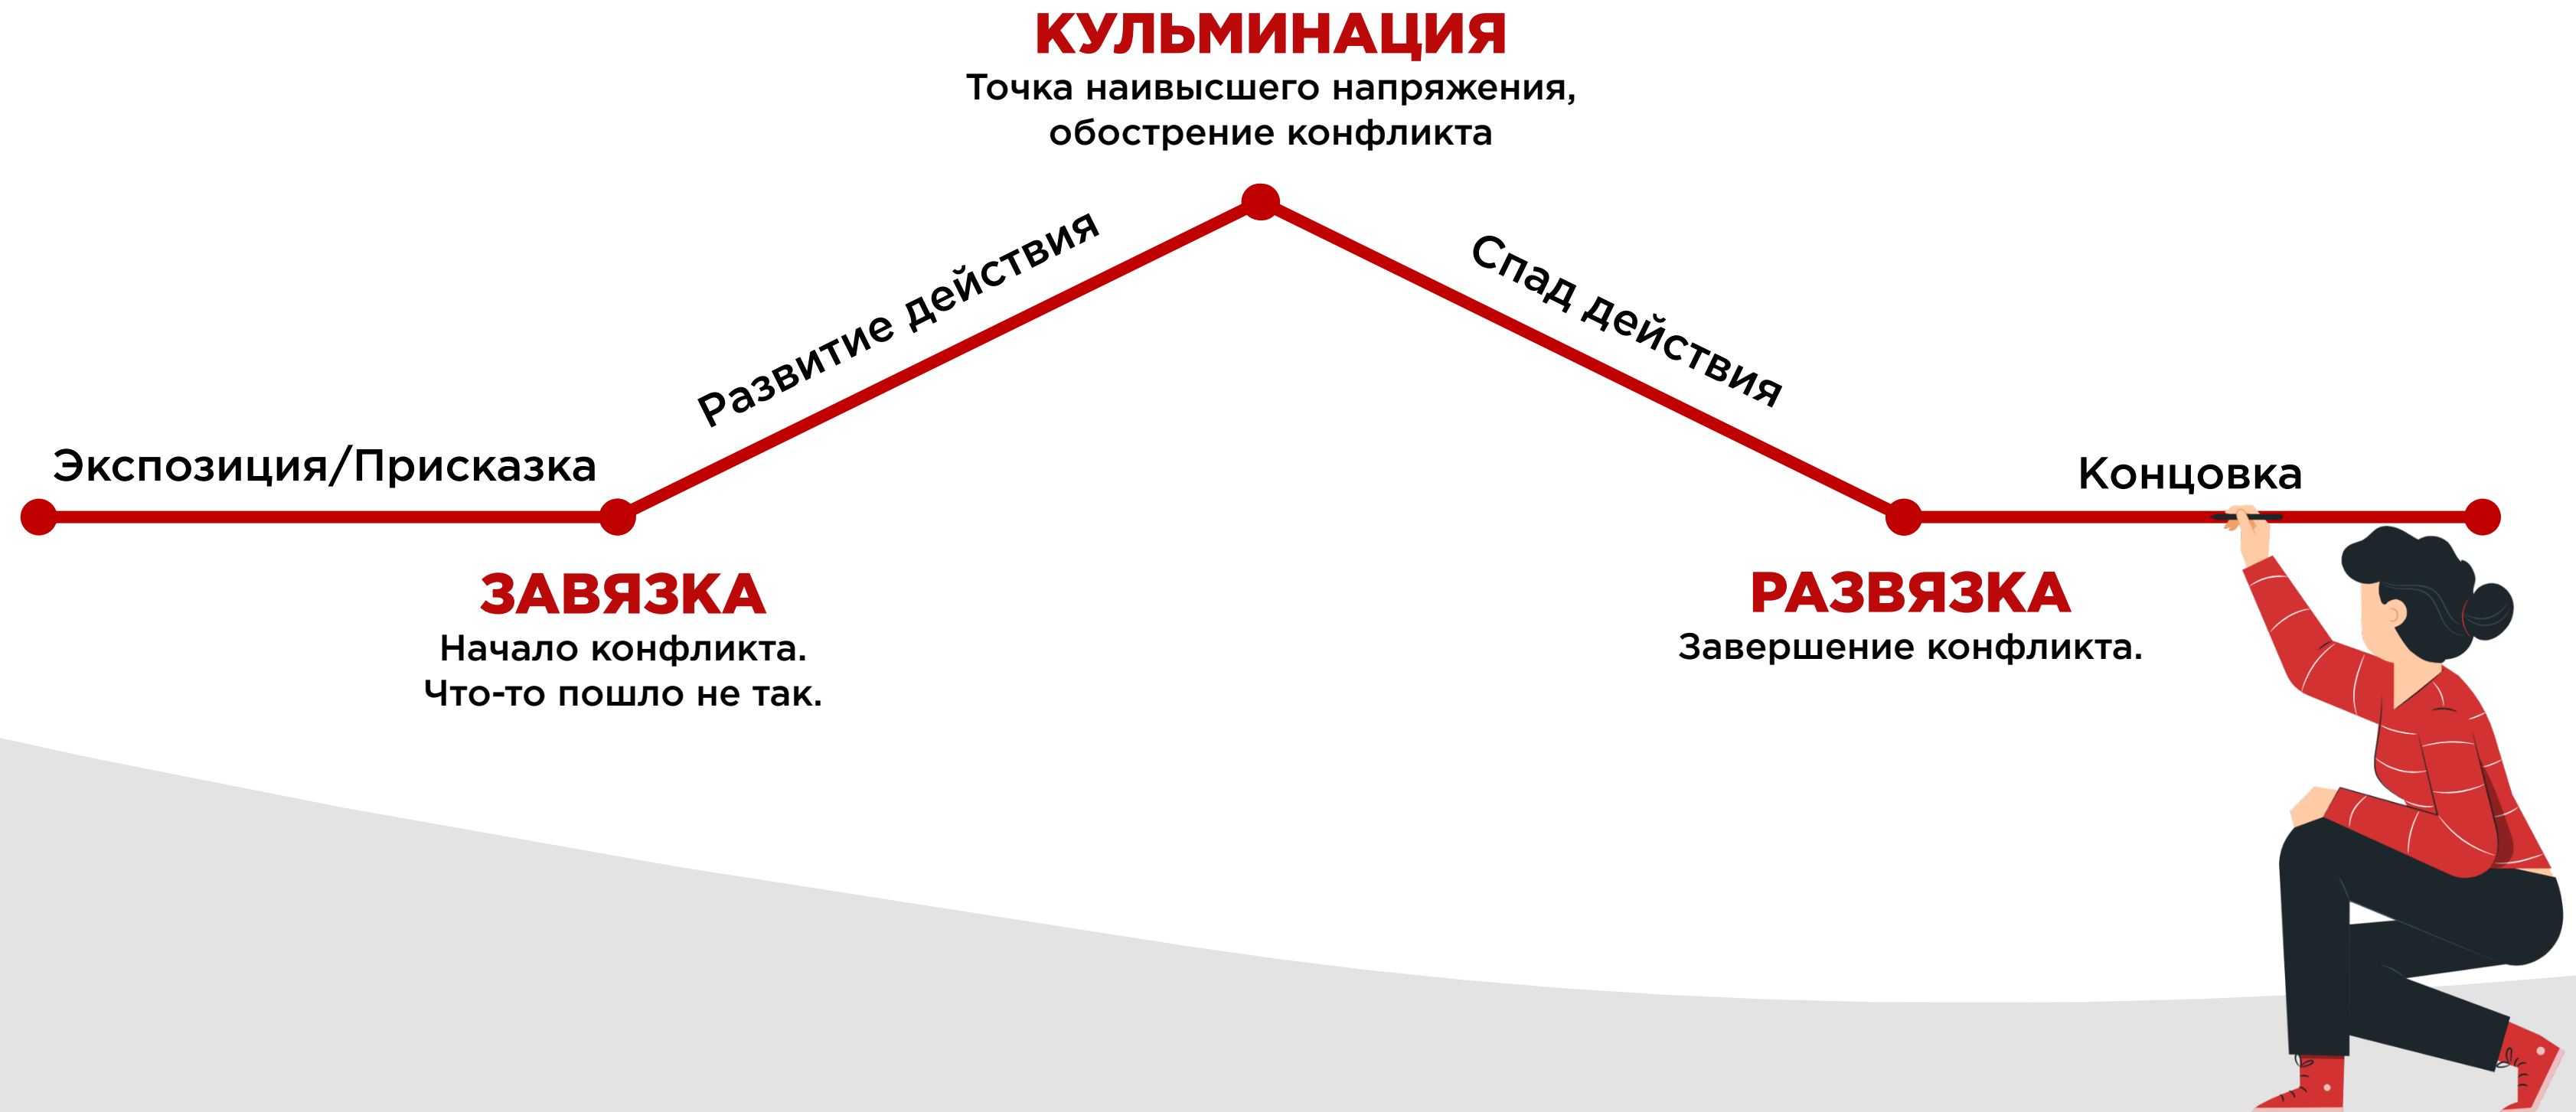 КУЛЬМИНАЦИЯ
Точка наивысшего напряжения,
обострение конфликта
Развитие действия
Спад действия
Экспозиция/Присказка
Концовка
ЗАВЯЗКА
Начало конфликта.
Что-то пошло не так.
РАЗВЯЗКА
Завершение конфликта.